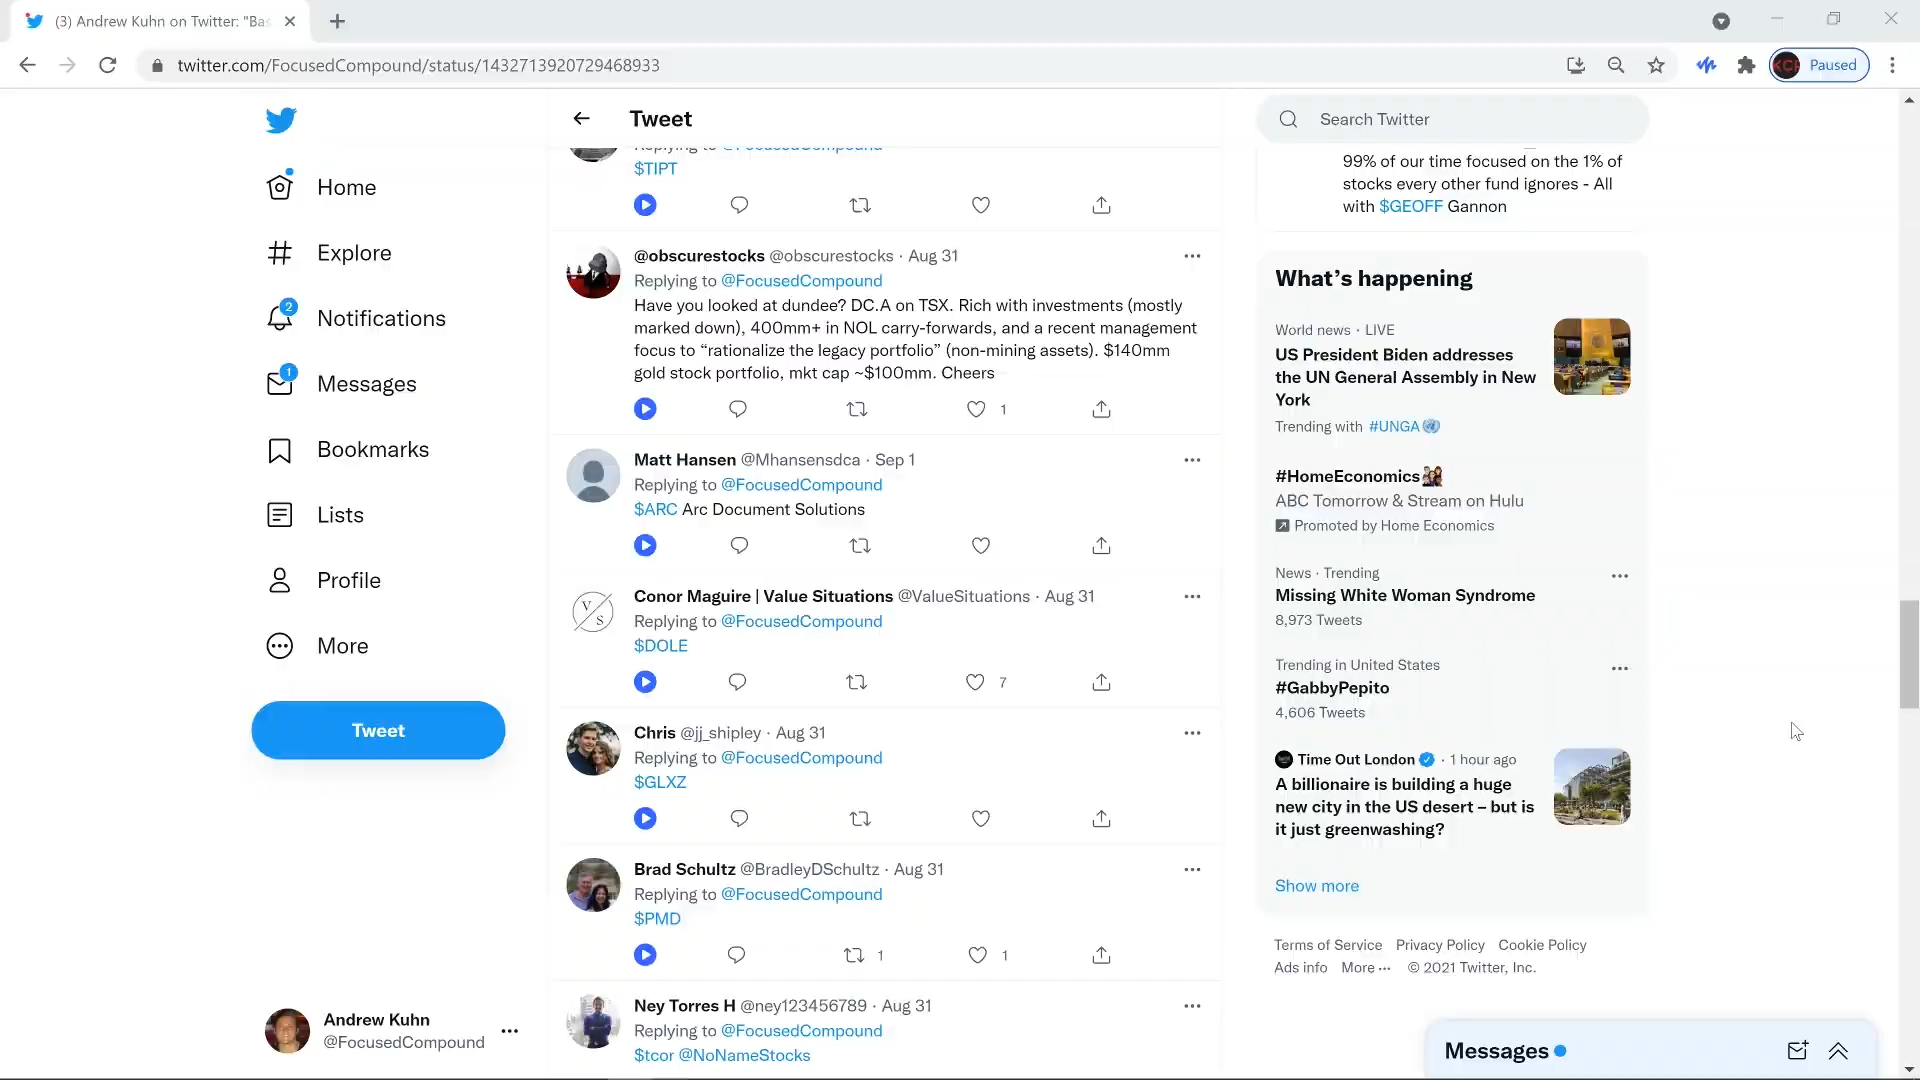 (3) Andrew Kuhn on Twitter: "Bas
twitter.com/FocusedCompound/status/1432713920729468933
Paused
Home
Explore
2
Notifications
1
Messages
Bookmarks
Lists
Profile
More
Tweet
Andrew Kuhn
@FocusedCompound
Tweet
Replying to @FocusedCompound
$TIPT
@obscurestocks @obscurestocks · Aug 31
Replying to @FocusedCompound
Have you looked at dundee? DC.A on TSX. Rich with investments (mostly
marked down), 400mm+ in NOL carry-forwards, and a recent management
focus to “rationalize the legacy portfolio” (non-mining assets). $140mm
gold stock portfolio, mkt cap ~$100mm. Cheers
1
Matt Hansen @Mhansensdca · Sep 1
Replying to @FocusedCompound
$ARC Arc Document Solutions
Conor Maguire | Value Situations @ValueSituations · Aug 31
Replying to @FocusedCompound
$DOLE
7
Chris @jj_shipley · Aug 31
Replying to @FocusedCompound
$GLXZ
Brad Schultz @BradleyDSchultz · Aug 31
Replying to @FocusedCompound
$PMD
1 1
Ney Torres H @ney123456789 · Aug 31
Replying to @FocusedCompound
$tcor @NoNameStocks
Search Twitter
99% of our time focused on the 1% of
stocks every other fund ignores - All
with $GEOFF Gannon
What’s happening
World news · LIVE
US President Biden addresses
the UN General Assembly in New
York
Trending with #UNGA
#HomeEconomics
ABC Tomorrow & Stream on Hulu
Promoted by Home Economics
News · Trending
Missing White Woman Syndrome
8,973 Tweets
Trending in United States
#GabbyPepito
4,606 Tweets
Time Out London · 1 hour ago
A billionaire is building a huge
new city in the US desert – but is
it just greenwashing?
Show more
Terms of Service Privacy Policy Cookie Policy
Ads info More ··· © 2021 Twitter, Inc.
Messages